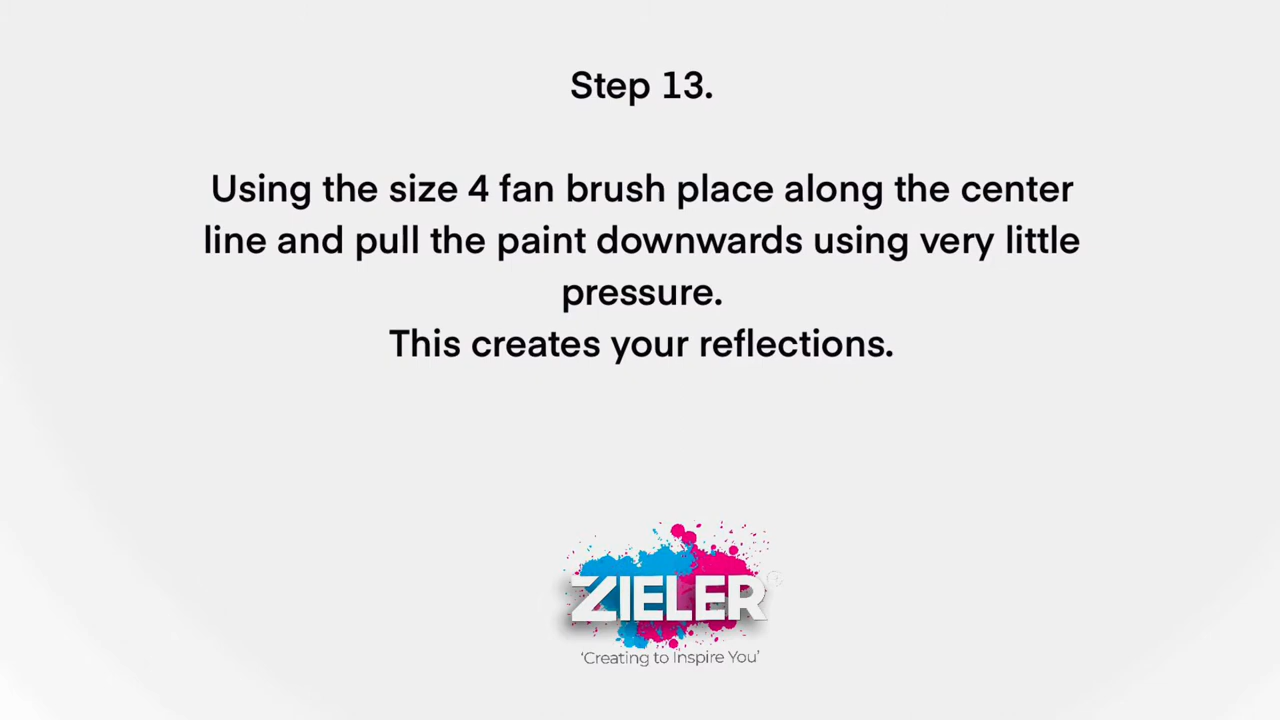 Step 13.
Using the size 4 fan brush place along the center
line and pull the paint downwards using very little
pressure.
This creates your reflections.
ZIELER
‘Creating to Inspire You’